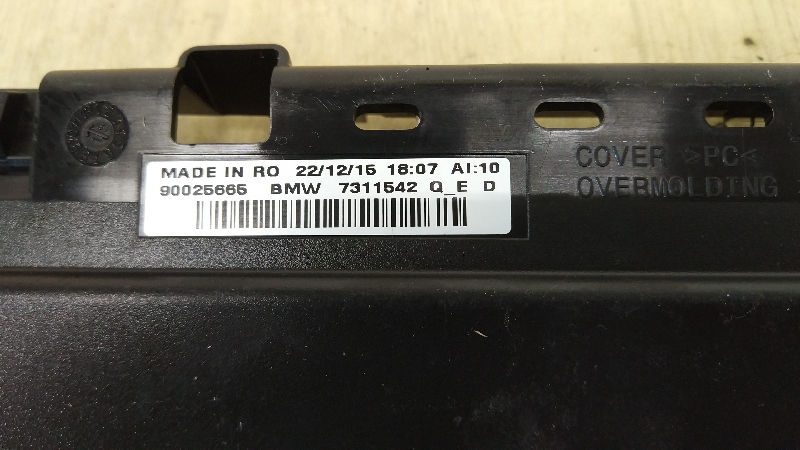 MADE IN RO 22/12/15 18:07 AI:10
90025665 BMW 7311542 Q_E D
COVER >PC<
OVERMOLDING